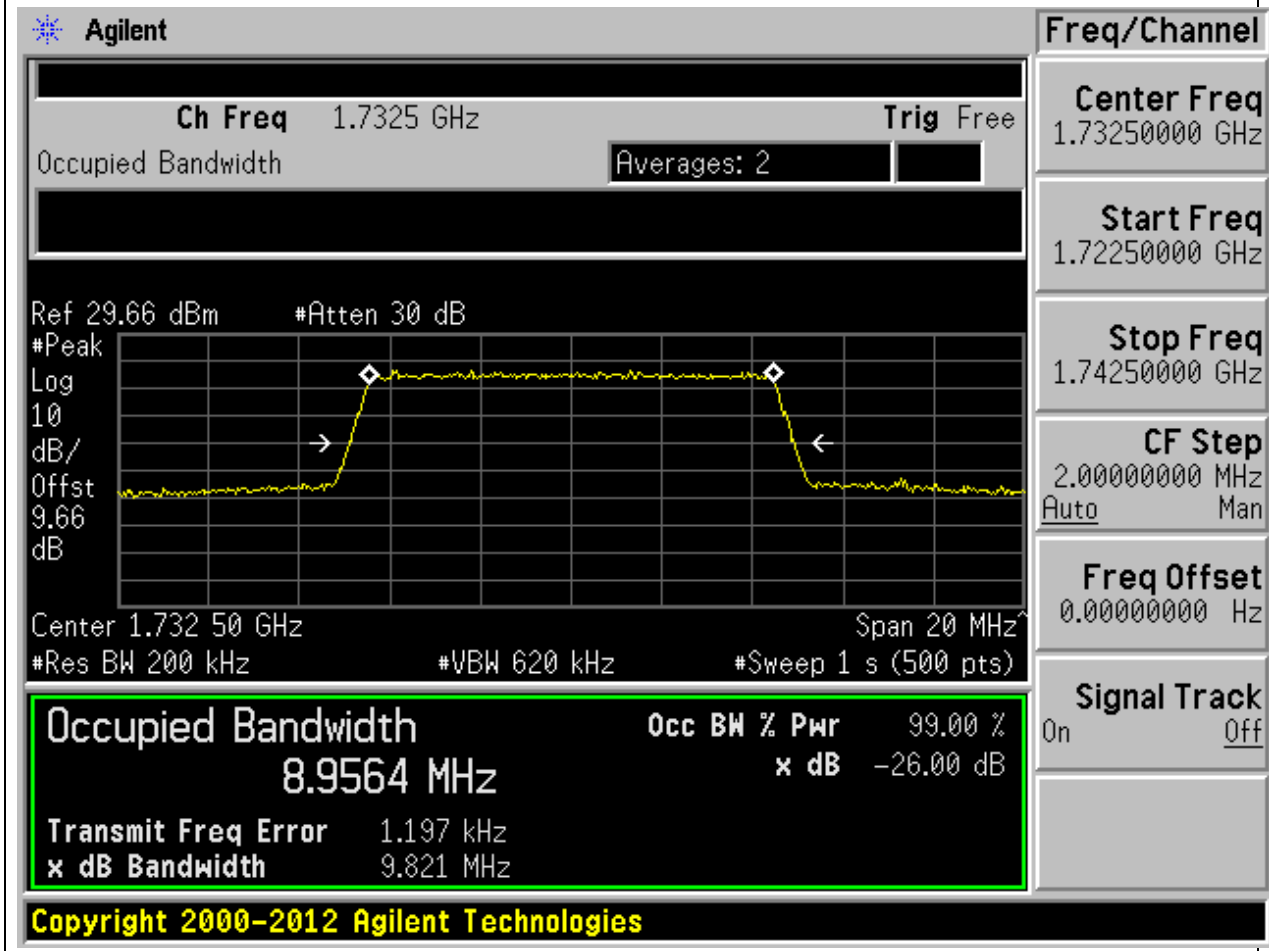 Agilent
Freq/Channel
Ch Freq 1.7325 GHz Trig Free
Occupied Bandwidth Averages: 2
Ref 29.66 dBm #Atten 30 dB
#Peak
Log
10
dB/
Offst
9.66
dB
Center 1.732 50 GHz Span 20 MHz^
#Res BW 200 kHz #VBW 620 kHz #Sweep 1 s (500 pts)
Occupied Bandwidth Occ BW % Pwr 99.00 %
8.9564 MHz x dB -26.00 dB
Transmit Freq Error 1.197 kHz
x dB Bandwidth 9.821 MHz
Copyright 2000-2012 Agilent Technologies
Center Freq
1.73250000 GHz
Start Freq
1.72250000 GHz
Stop Freq
1.74250000 GHz
CF Step
2.00000000 MHz
Auto Man
Freq Offset
0.00000000 Hz
Signal Track
On Off